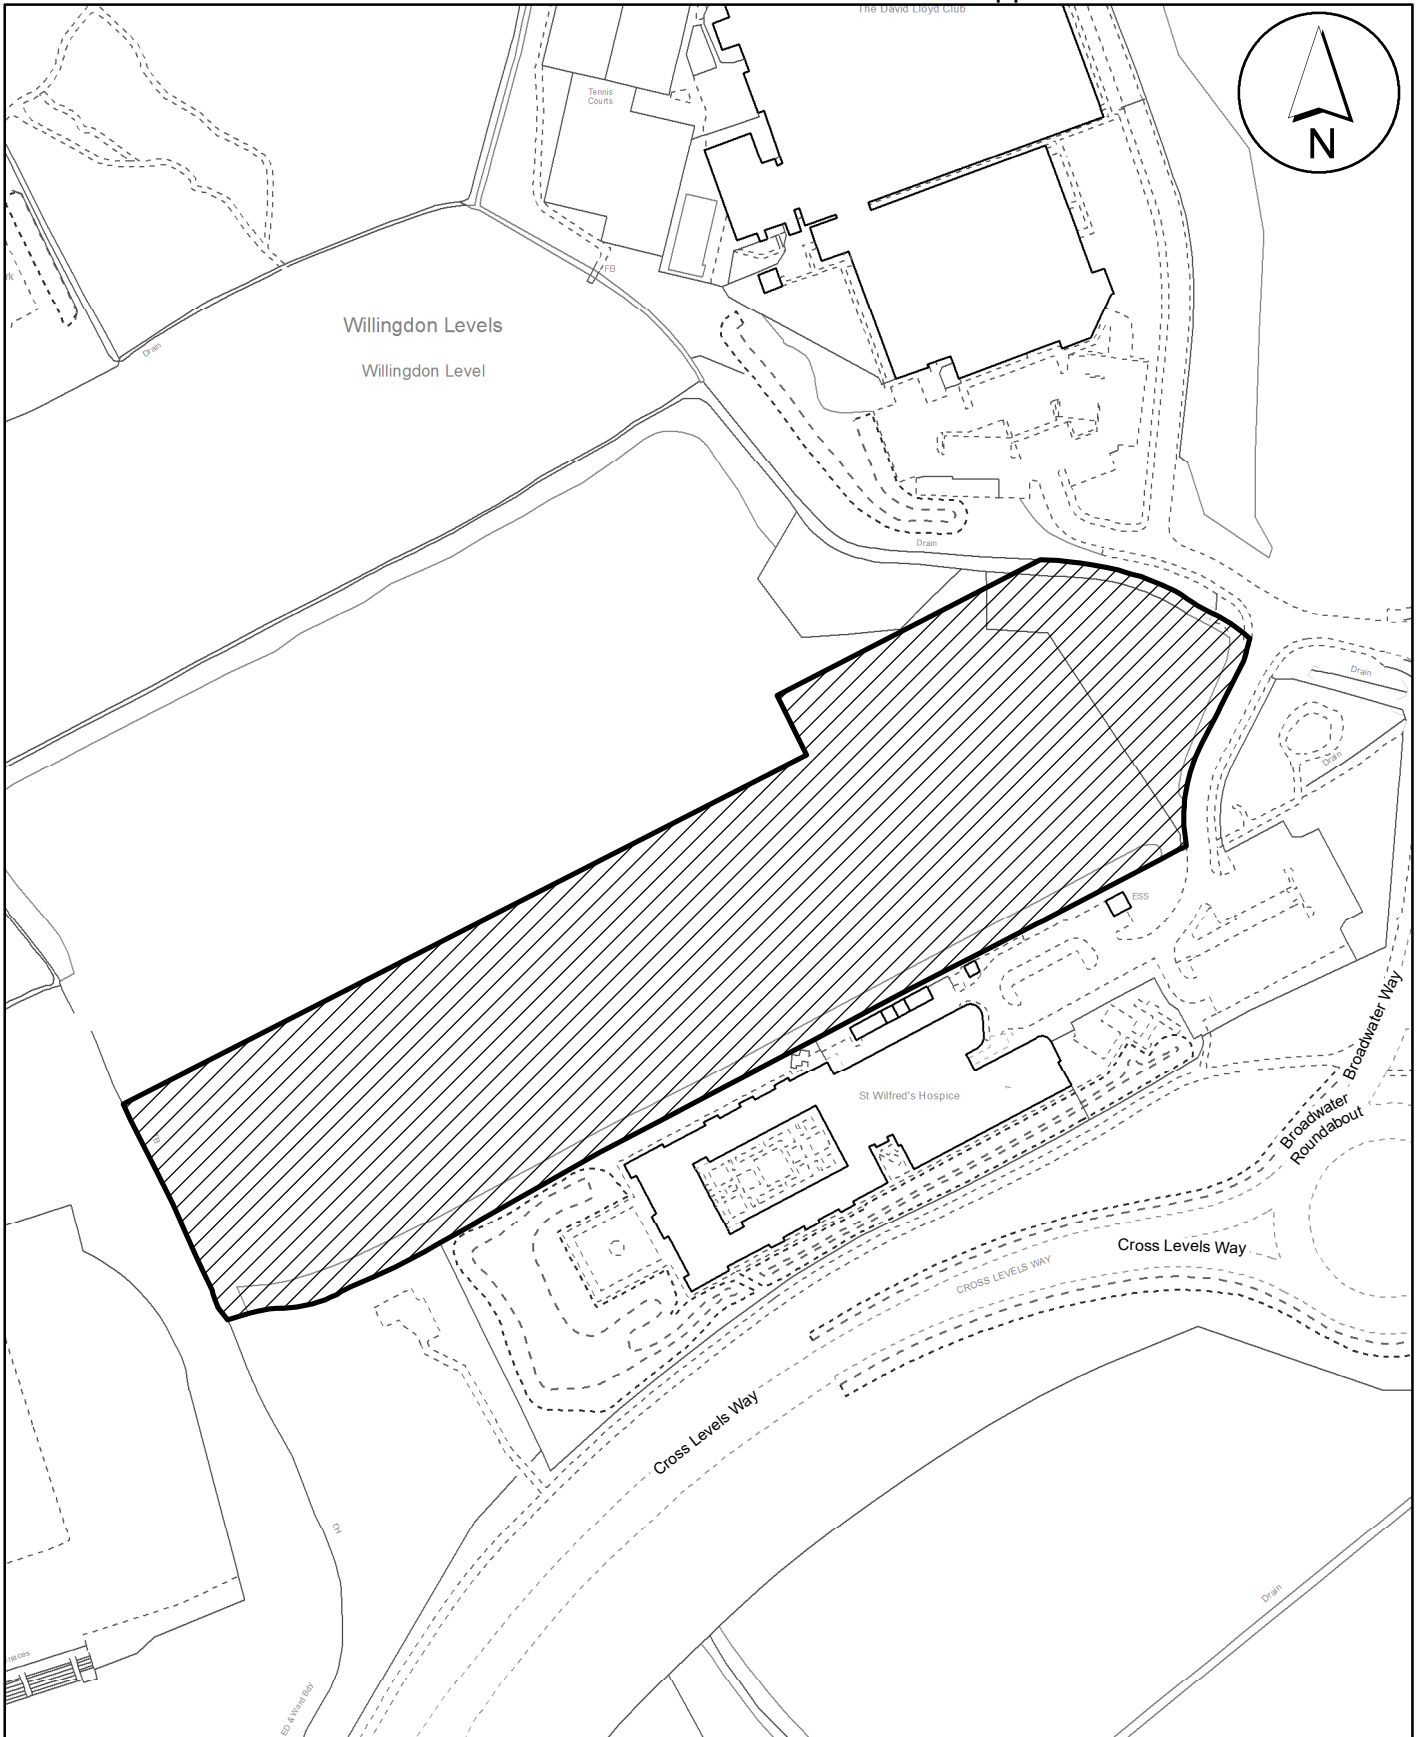 The David Lloyd Club
Tennis
Courts
N
FB
Willingdon Levels
Willingdon Level
Drain
Drain
Drain
Drain
ESS
Broadwater Way
St Wilfred's Hospice
Broadwater
Roundabout
Cross Levels Way
CROSS LEVELS WAY
Cross Levels Way
CH
Drain
ED & Ward Bdy